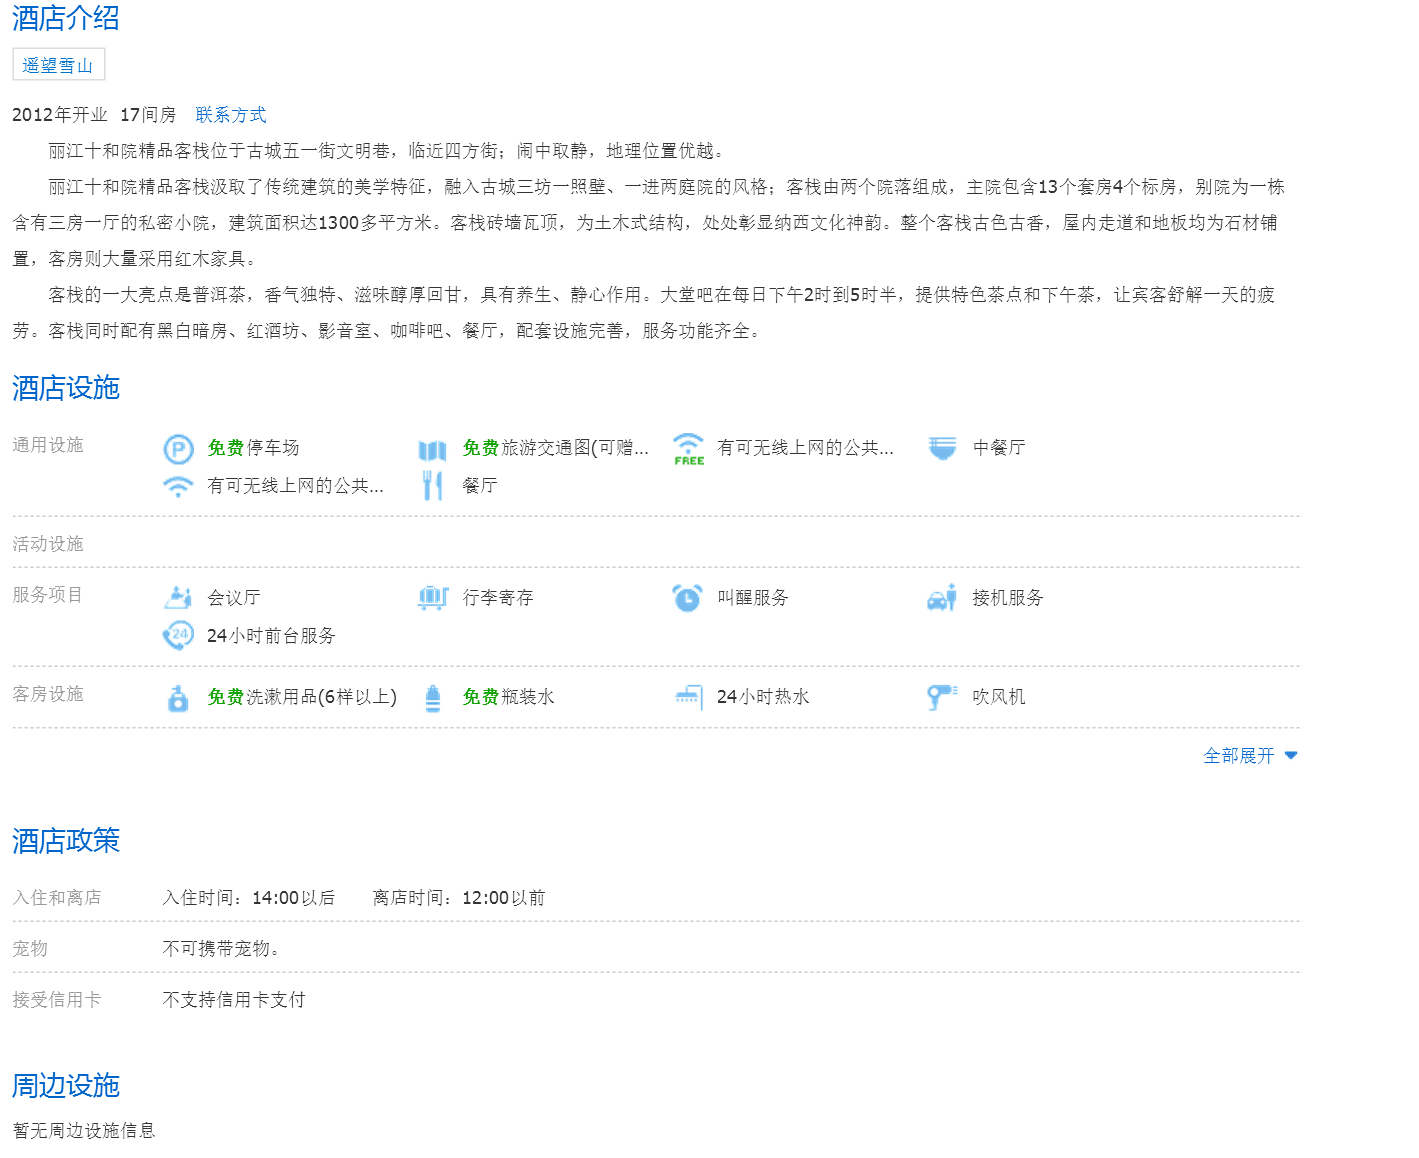 酒店介绍
遥望雪山
2012年开业 17间房 联系方式
丽江十和院精品客栈位于古城五一街文明巷，临近四方街；闹中取静，地理位置优越。
丽江十和院精品客栈汲取了传统建筑的美学特征，融入古城三坊一照壁、一进两庭院的风格；客栈由两个院落组成，主院包含13个套房4个标房，别院为一栋
含有三房一厅的私密小院，建筑面积达1300多平方米。客栈砖墙瓦顶，为土木式结构，处处彰显纳西文化神韵。整个客栈古色古香，屋内走道和地板均为石材铺
置，客房则大量采用红木家具。
客栈的一大亮点是普洱茶，香气独特、滋味醇厚回甘，具有养生、静心作用。大堂吧在每日下午2时到5时半，提供特色茶点和下午茶，让宾客舒解一天的疲
劳。客栈同时配有黑白暗房、红酒坊、影音室、咖啡吧、餐厅，配套设施完善，服务功能齐全。
酒店设施
通用设施 P 免费停车场 免费旅游交通图(可赠... FREE 有可无线上网的公共... 中餐厅
有可无线上网的公共... 餐厅
活动设施
服务项目 会议厅 行李寄存 叫醒服务 接机服务
24 24小时前台服务
客房设施 免费洗漱用品(6样以上) 免费瓶装水 24小时热水 吹风机
全部展开
酒店政策
入住和离店 入住时间：14:00以后 离店时间：12:00以前
宠物 不可携带宠物。
接受信用卡 不支持信用卡支付
周边设施
暂无周边设施信息